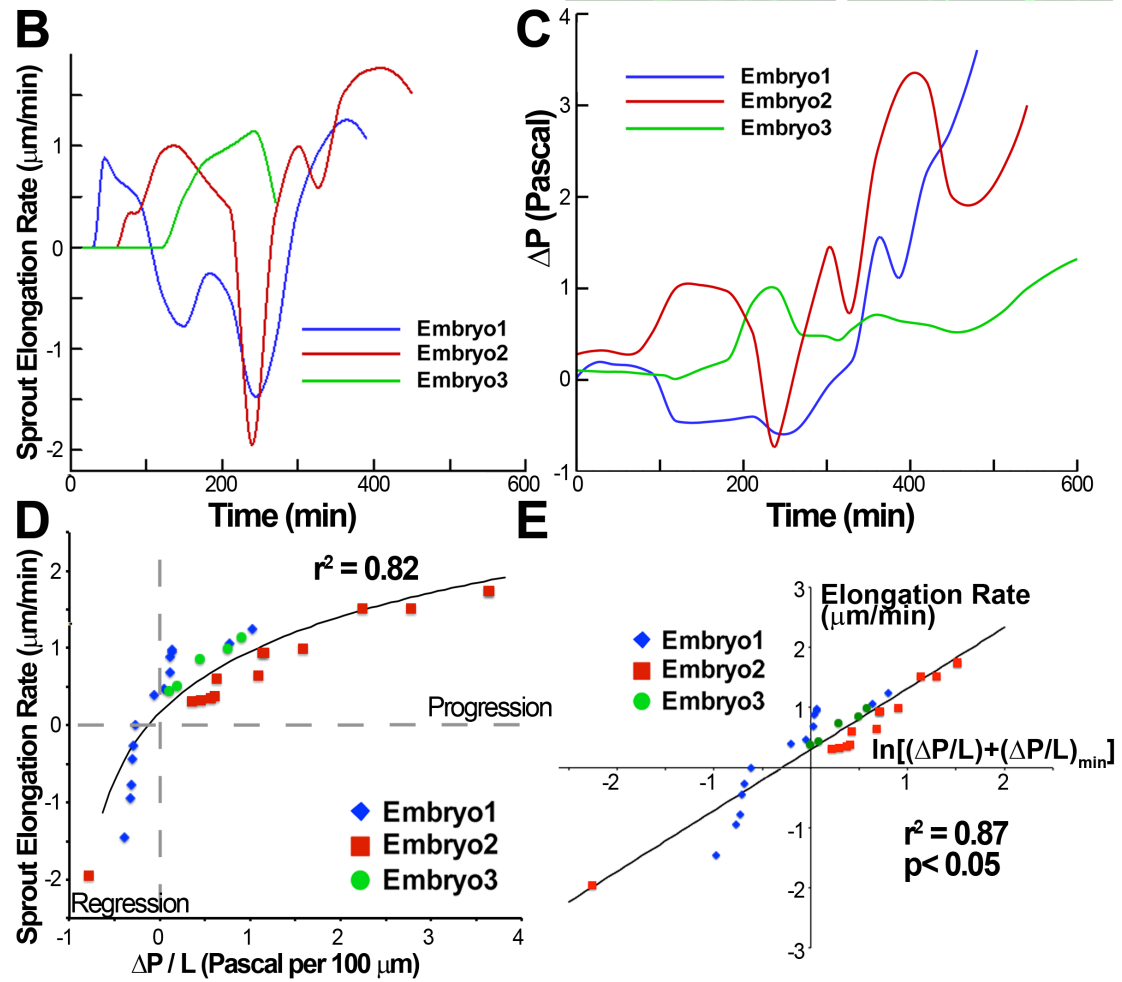 B
Sprout Elongation Rate (μm/min)
1
0
-1
-2
Embryo1
Embryo2
Embryo3
0
200
400
600
Time (min)
C
ΔP (Pascal)
4
3
2
1
0
-1
Embryo1
Embryo2
Embryo3
0
200
400
600
Time (min)
D
Sprout Elongation Rate (μm/min)
2
1
0
-1
-2
r² = 0.82
Progression
Embryo1
Embryo2
Embryo3
Regression
-1
0
1
2
3
4
ΔP / L (Pascal per 100 μm)
E
3
Elongation Rate
(μm/min)
2
Embryo1
Embryo2
Embryo3
1
ln[(ΔP/L)+(ΔP/L)min]
-2
-1
1
2
-1
r² = 0.87
p< 0.05
-2
-3